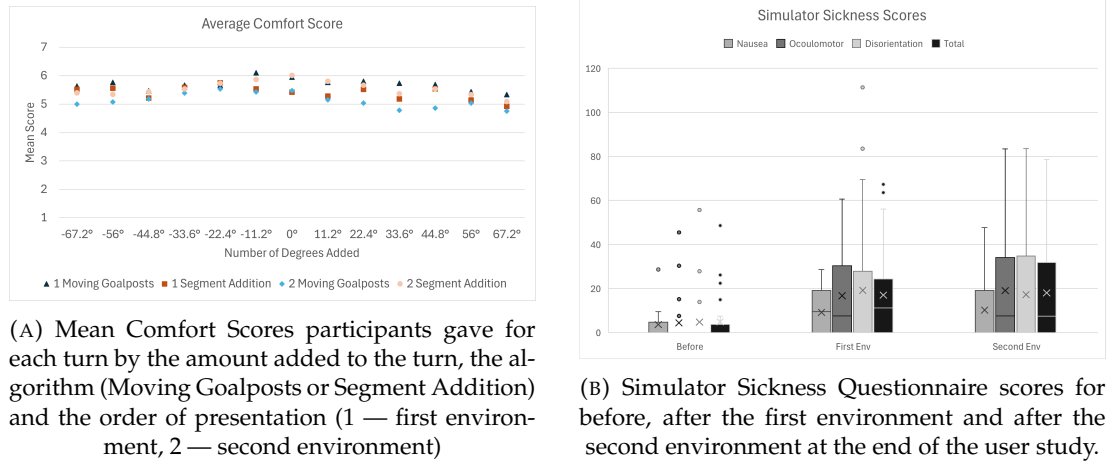 Average Comfort Score
7
6
5
4
3
2
1
Mean Score
-67.2° -56° -44.8° -33.6° -22.4° -11.2° 0° 11.2° 22.4° 33.6° 44.8° 56° 67.2°
Number of Degrees Added
1 Moving Goalposts 1 Segment Addition 2 Moving Goalposts 2 Segment Addition
(A) Mean Comfort Scores participants gave for
each turn by the amount added to the turn, the al-
gorithm (Moving Goalposts or Segment Addition)
and the order of presentation (1 — first environ-
ment, 2 — second environment)
Simulator Sickness Scores
Nausea Ocoulomotor Disorientation Total
120
100
80
60
40
20
0
Before First Env Second Env
(B) Simulator Sickness Questionnaire scores for
before, after the first environment and after the
second environment at the end of the user study.